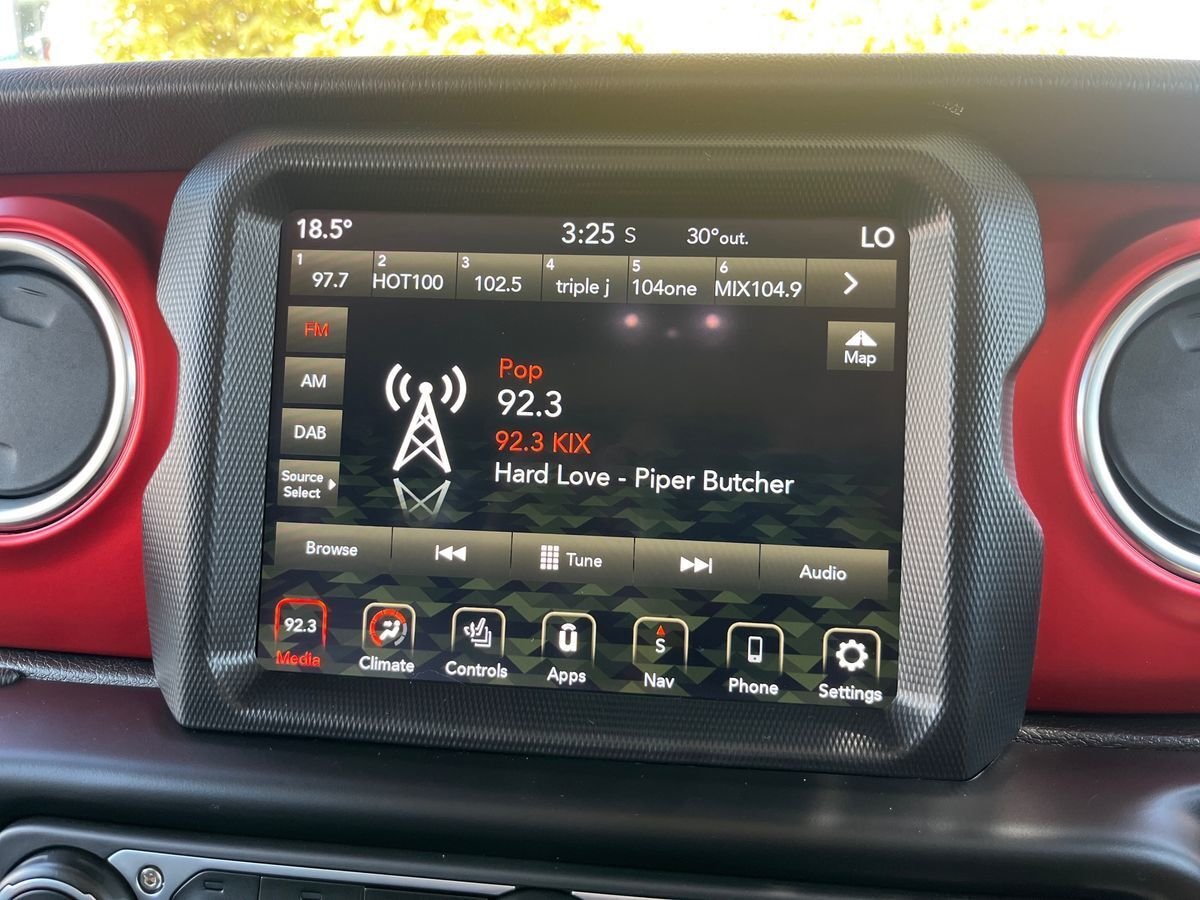 18.5° 3:25 S 30°out. LO
1 97.7 2 HOT100 3 102.5 4 triple j 5 104one 6 MIX104.9
FM
Map
AM
DAB
Source
Select
Pop
92.3
92.3 KIX
Hard Love - Piper Butcher
Browse Tune Audio
92.3 S
Media Climate Controls Apps Nav Phone Settings